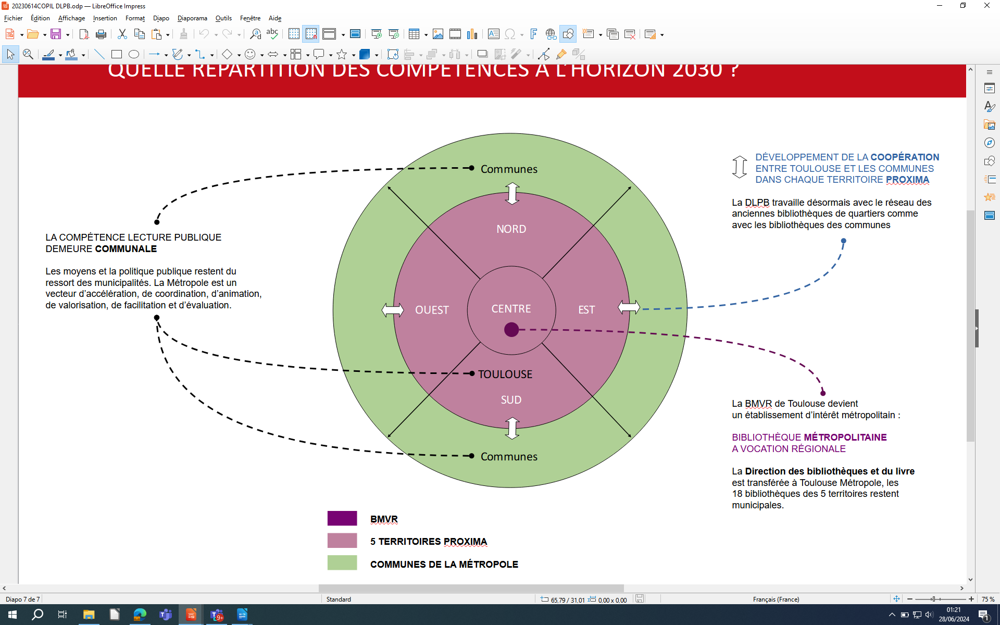 20230614COPIL DLPB.odp — LibreOffice Impress
Fichier Édition Affichage Insertion Format Diapo Diaporama Outils Fenêtre Aide
QUELLE RÉPARTITION DES COMPÉTENCES À L'HORIZON 2030 ?
Communes
NORD
OUEST
CENTRE
EST
TOULOUSE
SUD
Communes
LA COMPÉTENCE LECTURE PUBLIQUE
DEMEURE COMMUNALE
Les moyens et la politique publique restent du
ressort des municipalités. La Métropole est un
vecteur d'accélération, de coordination, d'animation,
de valorisation, de facilitation et d'évaluation.
DÉVELOPPEMENT DE LA COOPÉRATION
ENTRE TOULOUSE ET LES COMMUNES
DANS CHAQUE TERRITOIRE PROXIMA
La DLPB travaille désormais avec le réseau des
anciennes bibliothèques de quartiers comme
avec les bibliothèques des communes
La BMVR de Toulouse devient
un établissement d'intérêt métropolitain :
BIBLIOTHÈQUE MÉTROPOLITAINE
A VOCATION RÉGIONALE
La Direction des bibliothèques et du livre
est transférée à Toulouse Métropole, les
18 bibliothèques des 5 territoires restent
municipales.
BMVR
5 TERRITOIRES PROXIMA
COMMUNES DE LA MÉTROPOLE
Diapo 7 de 7
Standard
65,79 / 31,01
0,00 x 0,00
Français (France)
75 %
01:21
28/06/2024
9+
1